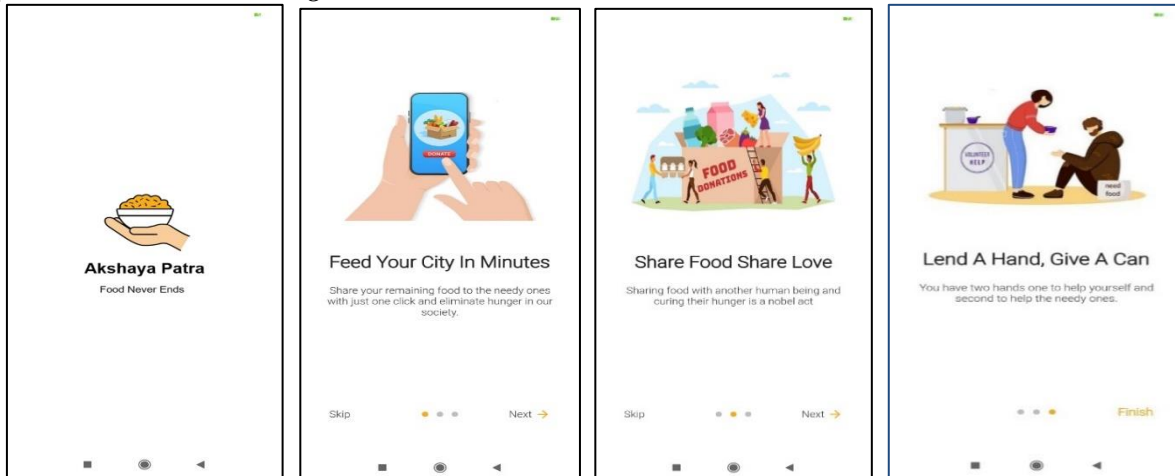 Akshaya Patra
Food Never Ends
DONATE
Feed Your City In Minutes
Share your remaining food to the needy ones
with just one click and eliminate hunger in our
society.
Skip
Next →
FOOD
DONATIONS
Share Food Share Love
Sharing food with another human being and
curing their hunger is a nobel act
Skip
Next →
VOLUNTEER
HELP
need
food
Lend A Hand, Give A Can
You have two hands one to help yourself and
second to help the needy ones.
Finish